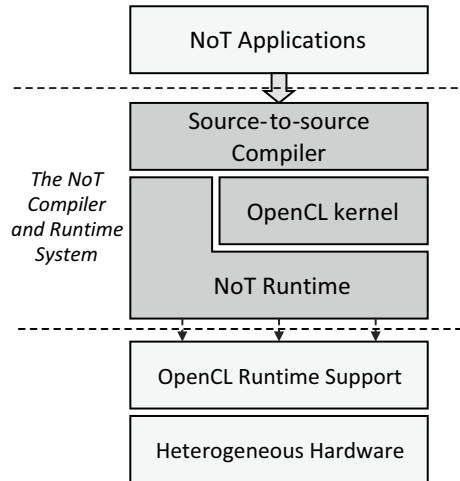 NoT Applications
Source-to-source
Compiler
The NoT
Compiler
and Runtime
System
OpenCL kernel
NoT Runtime
OpenCL Runtime Support
Heterogeneous Hardware